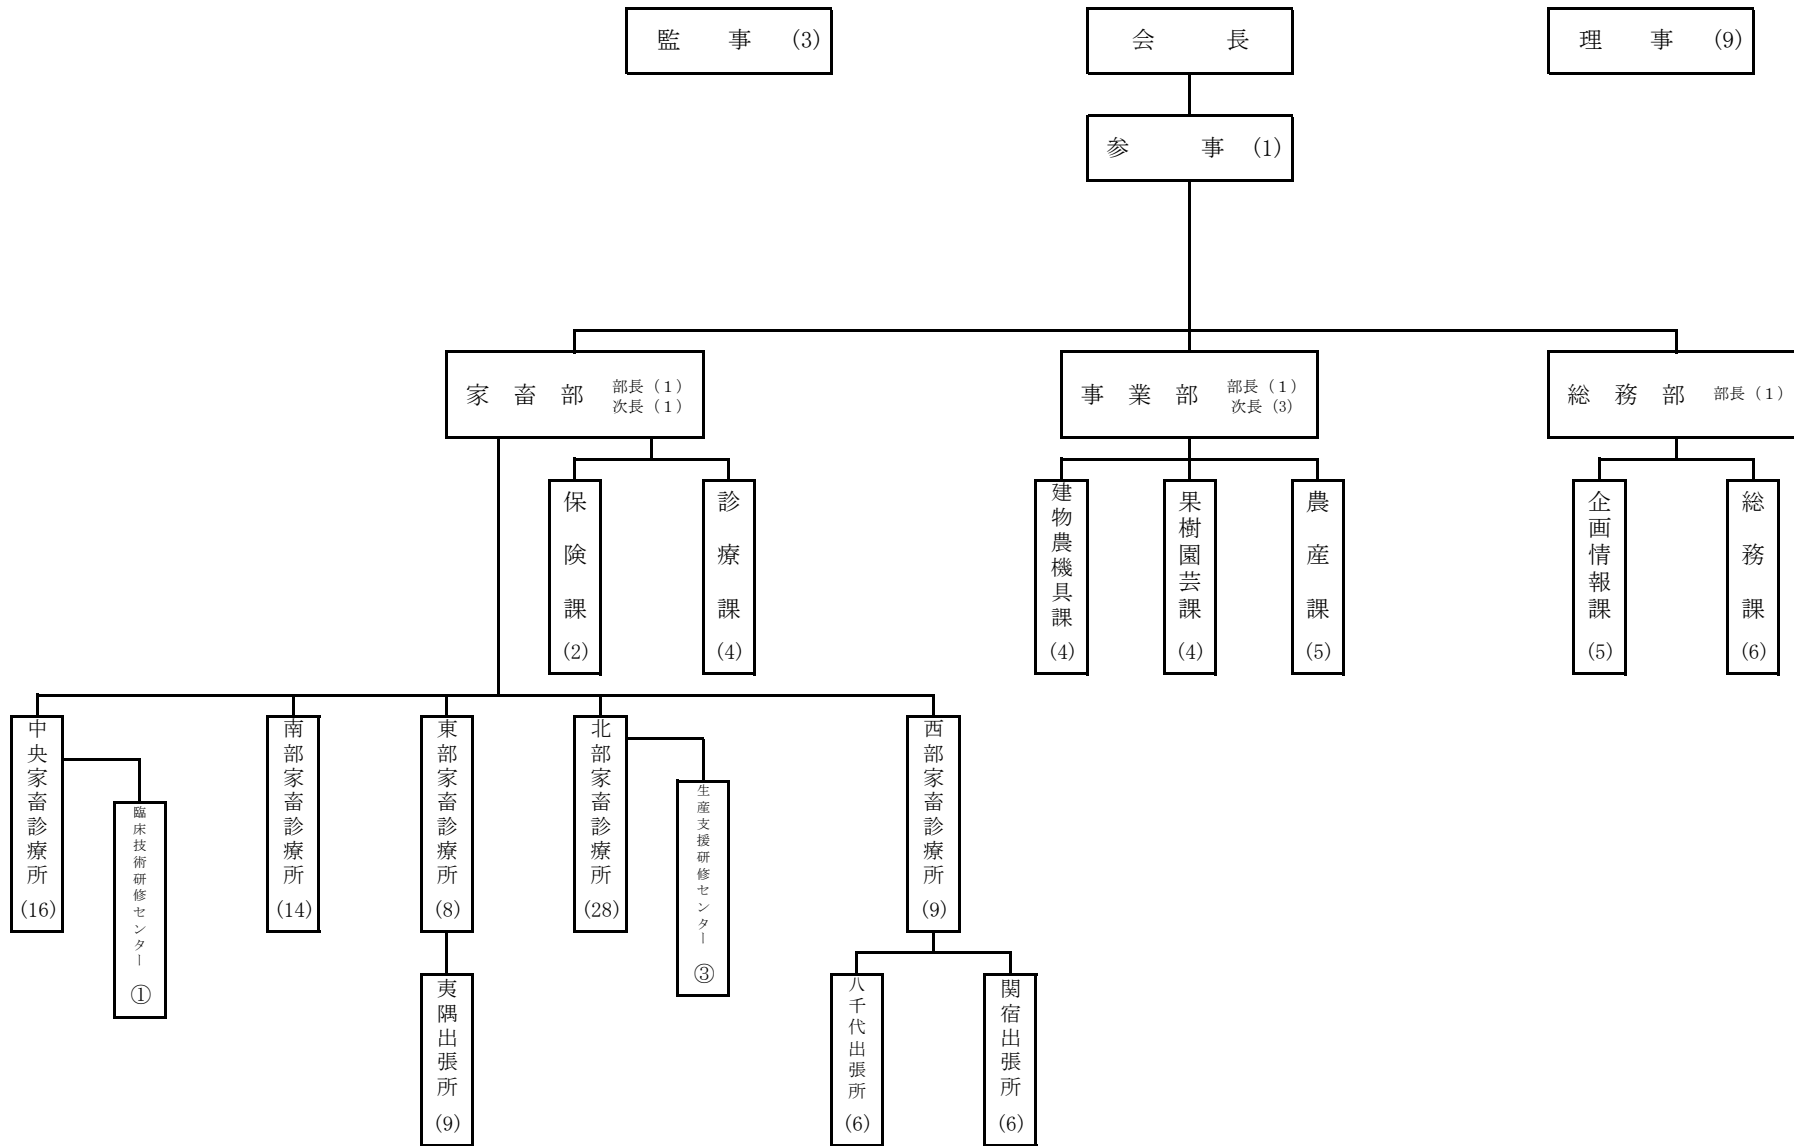 監　事　(3)
会　長
理　事　(9)
参　事　(1)
家　畜　部　部長（１）
次長（１）
事　業　部　部長（１）
次長（3）
総　務　部　部長（１）
保険課
(2)
診療課
(4)
建物農機具課
(4)
果樹園芸課
(4)
農産課
(5)
企画情報課
(5)
総務課
(6)
中央家畜診療所
(16)
臨床技術研修センター
①
南部家畜診療所
(14)
東部家畜診療所
(8)
北部家畜診療所
(28)
生産支援研修センター
③
西部家畜診療所
(9)
夷隅出張所
(9)
八千代出張所
(6)
関宿出張所
(6)